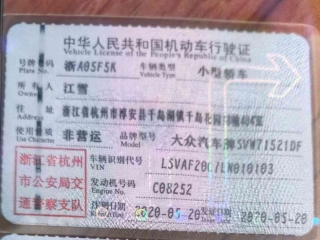 中华人民共和国机动车行驶证
Vehicle License of the People's Republic of China
号牌号码 浙A05F5K 车辆类型 小型轿车
Plate No. Vehicle Type
所有人 江雪
Owner
住址 浙江省杭州市淳安县千岛湖镇千岛花园
Address
使用性质 非营运 品牌型号 大众汽车牌SVW71521DF
Use Character Model
浙江省杭州
市公安局交
通警察支队
车辆识别代号
VIN
发动机号码 C08252
Engine No.
注册日期 2020-05-20 发证日期 2020-05-20